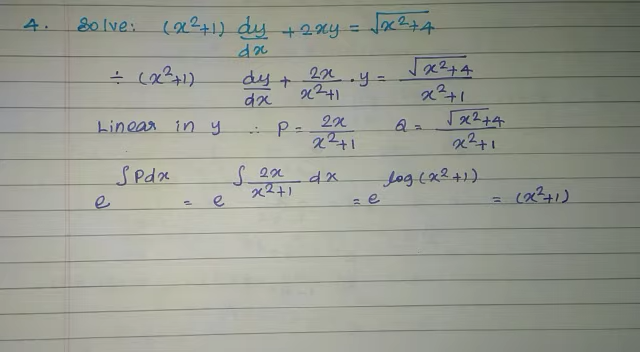 4. Solve: (x²+1) dy/dx + 2xy = √(x²+4)
÷ (x²+1) dy/dx + 2x/(x²+1) · y = √(x²+4)/(x²+1)
Linear in y ∴ P = 2x/(x²+1) Q = √(x²+4)/(x²+1)
e^(∫Pdx) = e^(∫ 2x/(x²+1) dx) = e^(log(x²+1)) = (x²+1)